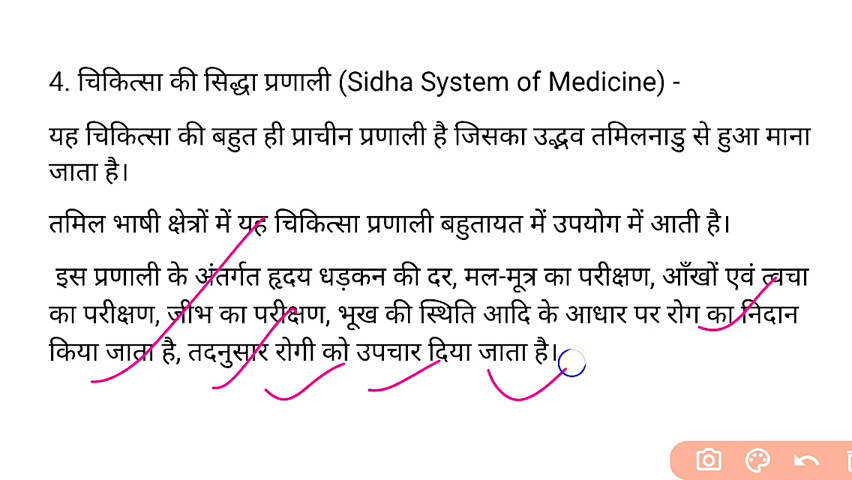 4. चिकित्सा की सिद्धा प्रणाली (Sidha System of Medicine) -
यह चिकित्सा की बहुत ही प्राचीन प्रणाली है जिसका उद्भव तमिलनाडु से हुआ माना
जाता है।
तमिल भाषी क्षेत्रों में यह चिकित्सा प्रणाली बहुतायत में उपयोग में आती है।
इस प्रणाली के अंतर्गत हृदय धड़कन की दर, मल-मूत्र का परीक्षण, आँखों एवं त्वचा
का परीक्षण, जीभ का परीक्षण, भूख की स्थिति आदि के आधार पर रोग का निदान
किया जाता है, तदनुसार रोगी को उपचार दिया जाता है।